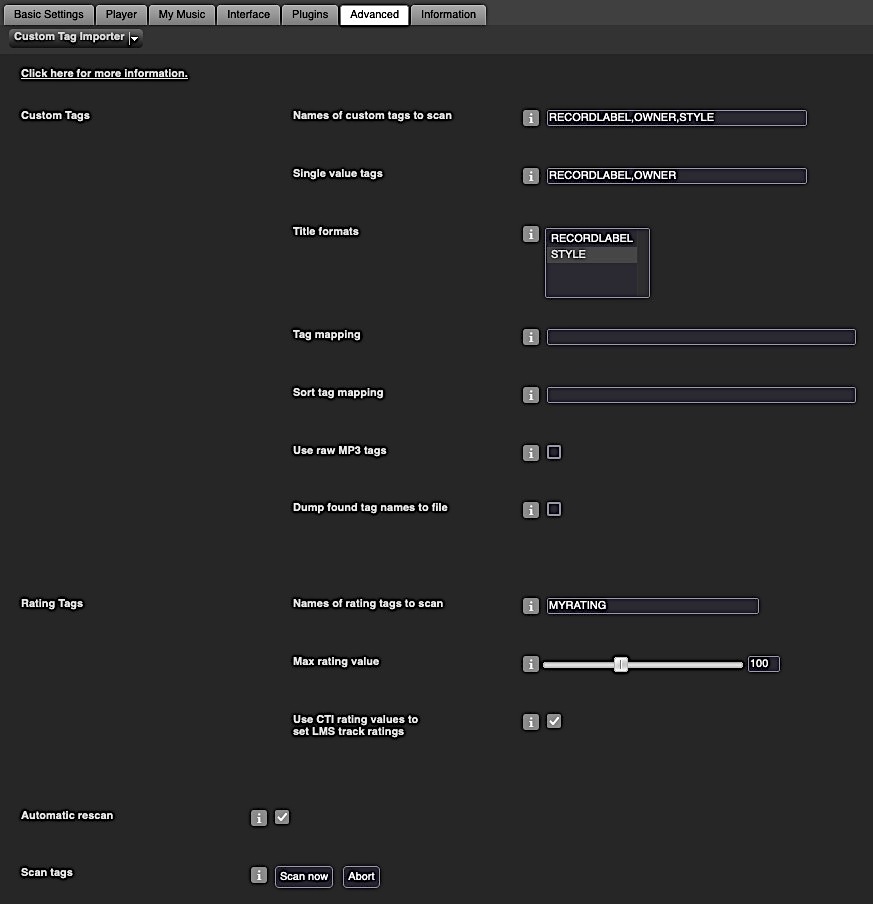 Basic Settings Player My Music Interface Plugins Advanced Information
Custom Tag Importer
Click here for more information.
Custom Tags Names of custom tags to scan i RECORDLABEL,OWNER,STYLE
Single value tags i RECORDLABEL,OWNER
Title formats i RECORDLABEL
STYLE
Tag mapping i
Sort tag mapping i
Use raw MP3 tags i
Dump found tag names to file i
Rating Tags Names of rating tags to scan i MYRATING
Max rating value i 100
Use CTI rating values to i
set LMS track ratings
Automatic rescan i
Scan tags i Scan now Abort